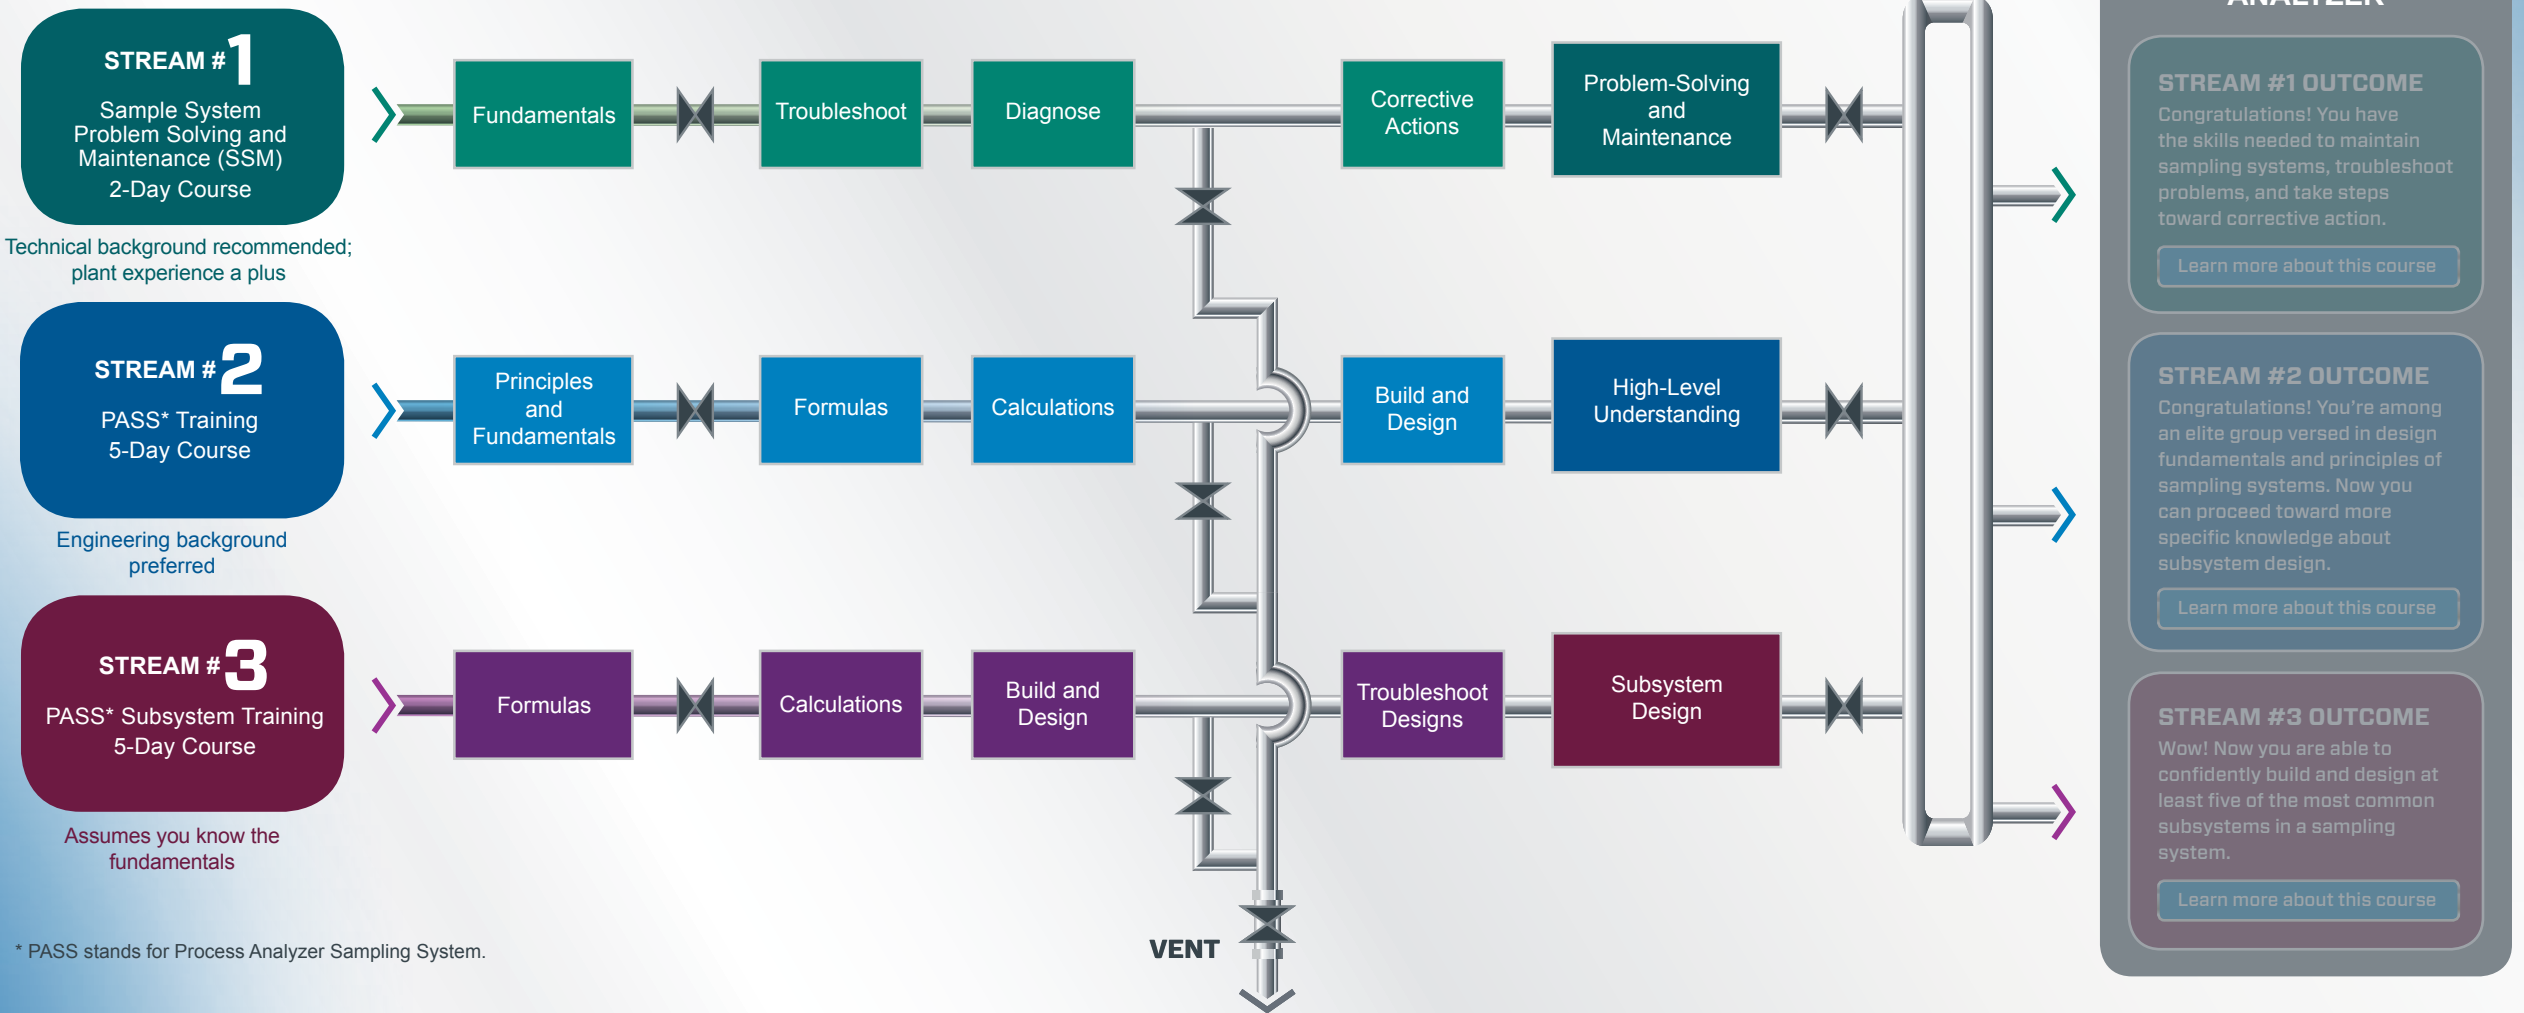 ANALYZER
STREAM #1
Sample System
Problem Solving and
Maintenance (SSM)
2-Day Course
Technical background recommended;
plant experience a plus
Fundamentals
Troubleshoot
Diagnose
Corrective
Actions
Problem-Solving
and
Maintenance
STREAM #1 OUTCOME
Congratulations! You have
the skills needed to maintain
sampling systems, troubleshoot
problems, and take steps
toward corrective action.
Learn more about this course
STREAM #2
PASS* Training
5-Day Course
Engineering background
preferred
Principles
and
Fundamentals
Formulas
Calculations
Build and
Design
High-Level
Understanding
STREAM #2 OUTCOME
Congratulations! You're among
an elite group versed in design
fundamentals and principles of
sampling systems. Now you
can proceed toward more
specific knowledge about
subsystem design.
Learn more about this course
STREAM #3
PASS* Subsystem Training
5-Day Course
Assumes you know the
fundamentals
Formulas
Calculations
Build and
Design
Troubleshoot
Designs
Subsystem
Design
STREAM #3 OUTCOME
Wow! Now you are able to
confidently build and design at
least five of the most common
subsystems in a sampling
system.
Learn more about this course
VENT
* PASS stands for Process Analyzer Sampling System.